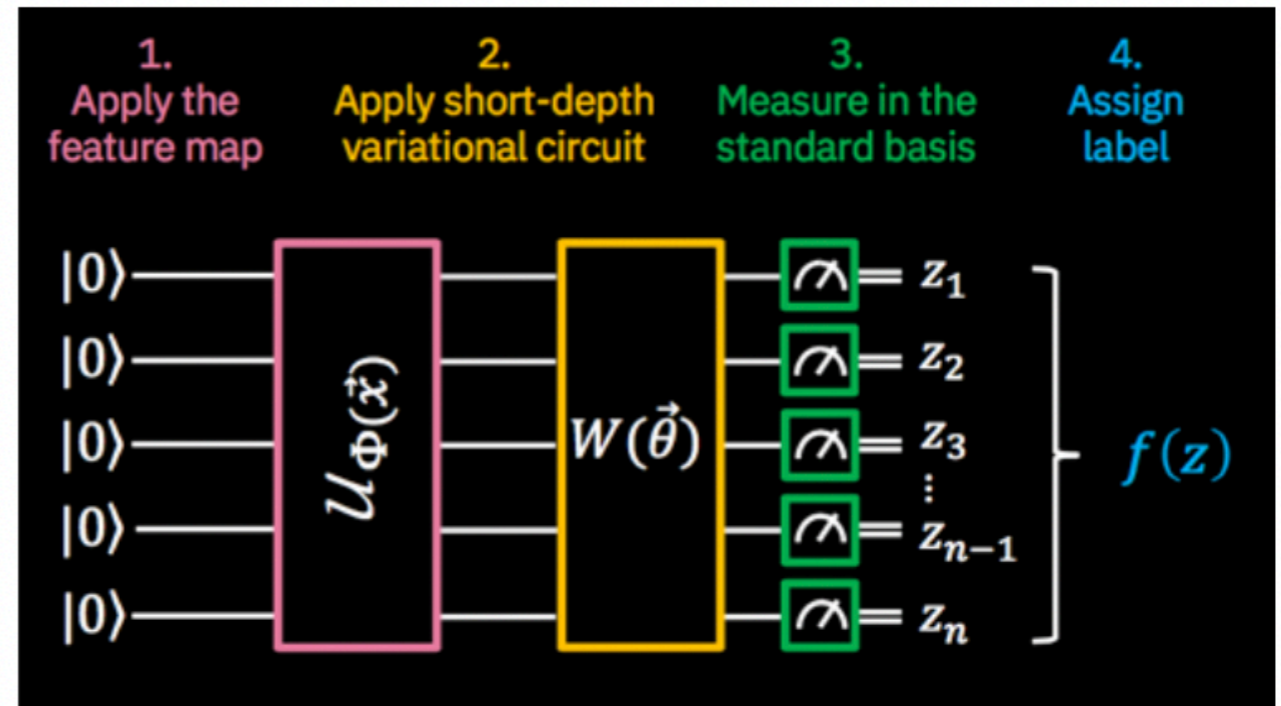 1.
Apply the
feature map
2.
Apply short-depth
variational circuit
3.
Measure in the
standard basis
4.
Assign
label
|0⟩
|0⟩
|0⟩
|0⟩
|0⟩
𝒰_Φ(x⃗)
W(θ⃗)
z₁
z₂
z₃
⋮
zₙ₋₁
zₙ
f(z)